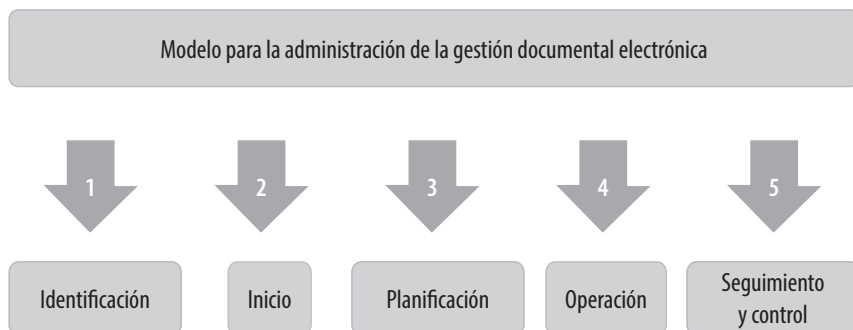 Modelo para la administración de la gestión documental electrónica
1
2
3
4
5
Identificación
Inicio
Planificación
Operación
Seguimiento
y control